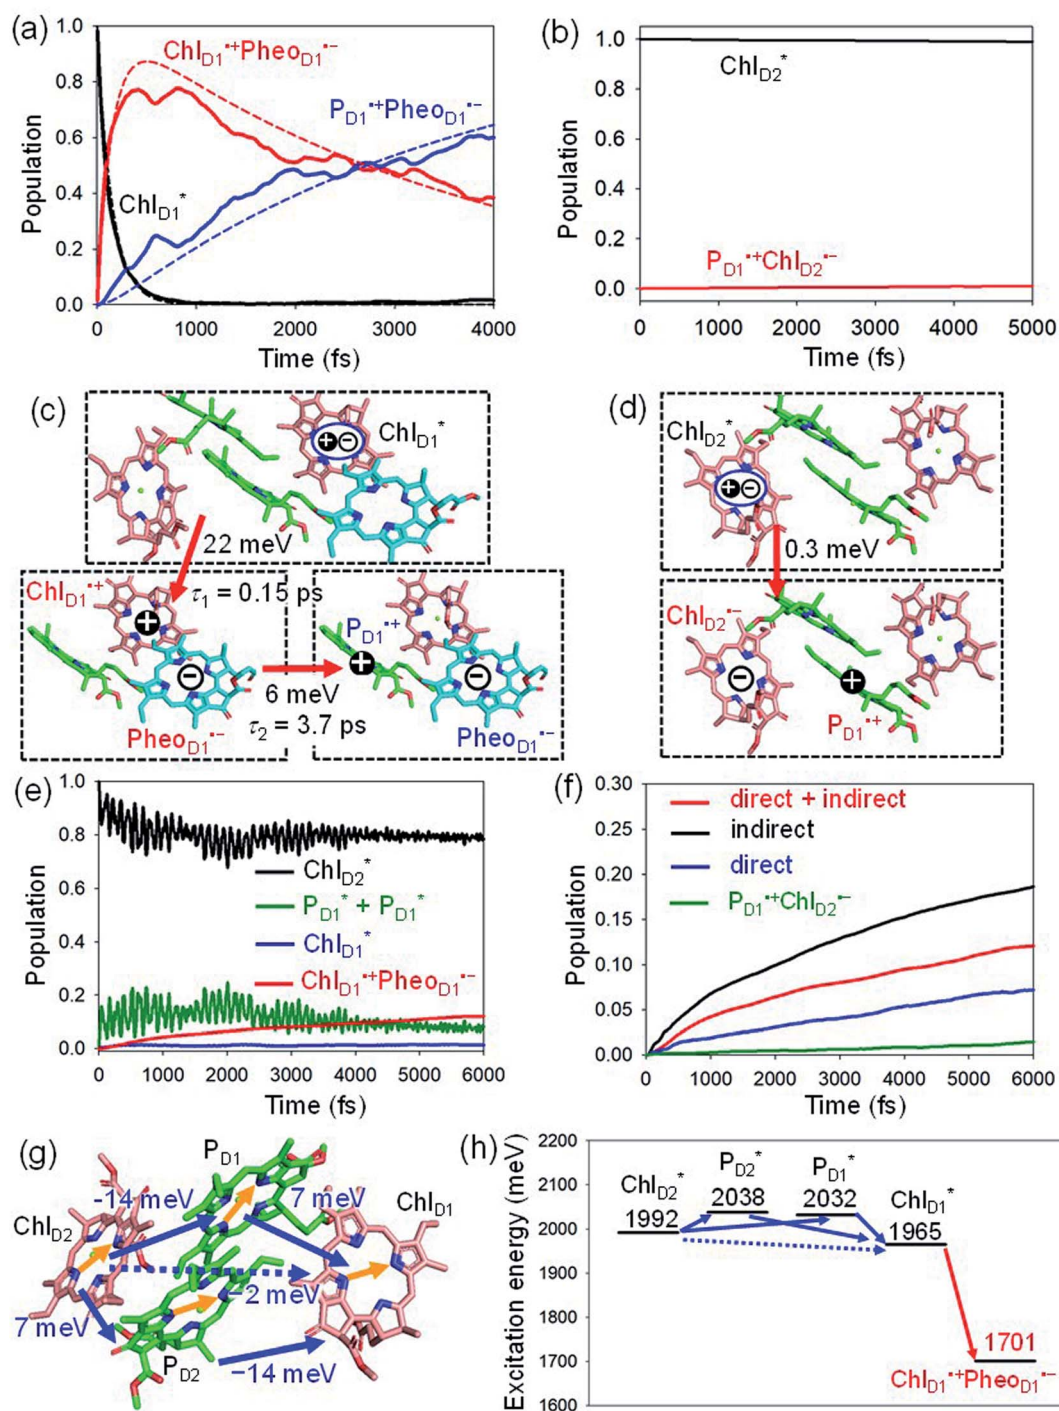 (a)
Chl_D1•+Pheo_D1•−
P_D1•+Pheo_D1•−
Chl_D1*
Population
1.0
0.8
0.6
0.4
0.2
0.0
0 1000 2000 3000 4000
Time (fs)
(b)
Chl_D2*
P_D1•+Chl_D2•−
Population
1.0
0.8
0.6
0.4
0.2
0.0
0 1000 2000 3000 4000 5000
Time (fs)
(c)
Chl_D1*
22 meV
τ1 = 0.15 ps
Chl_D1•+
Pheo_D1•−
6 meV
τ2 = 3.7 ps
P_D1•+
Pheo_D1•−
(d)
Chl_D2*
0.3 meV
Chl_D2•−
P_D1•+
(e)
Population
1.0
0.8
0.6
0.4
0.2
0.0
Chl_D2*
P_D1* + P_D1*
Chl_D1*
Chl_D1•+Pheo_D1•−
0 1000 2000 3000 4000 5000 6000
Time (fs)
(f)
Population
0.30
0.25
0.20
0.15
0.10
0.05
0.00
direct + indirect
indirect
direct
P_D1•+Chl_D2•−
0 1000 2000 3000 4000 5000 6000
Time (fs)
(g)
P_D1
-14 meV
7 meV
Chl_D1
Chl_D2
−2 meV
7 meV
P_D2
−14 meV
(h)
Excitation energy (meV)
2200
2100
2000
1900
1800
1700
1600
Chl_D2*
1992
P_D2*
2038
P_D1*
2032
Chl_D1*
1965
1701
Chl_D1•+Pheo_D1•−